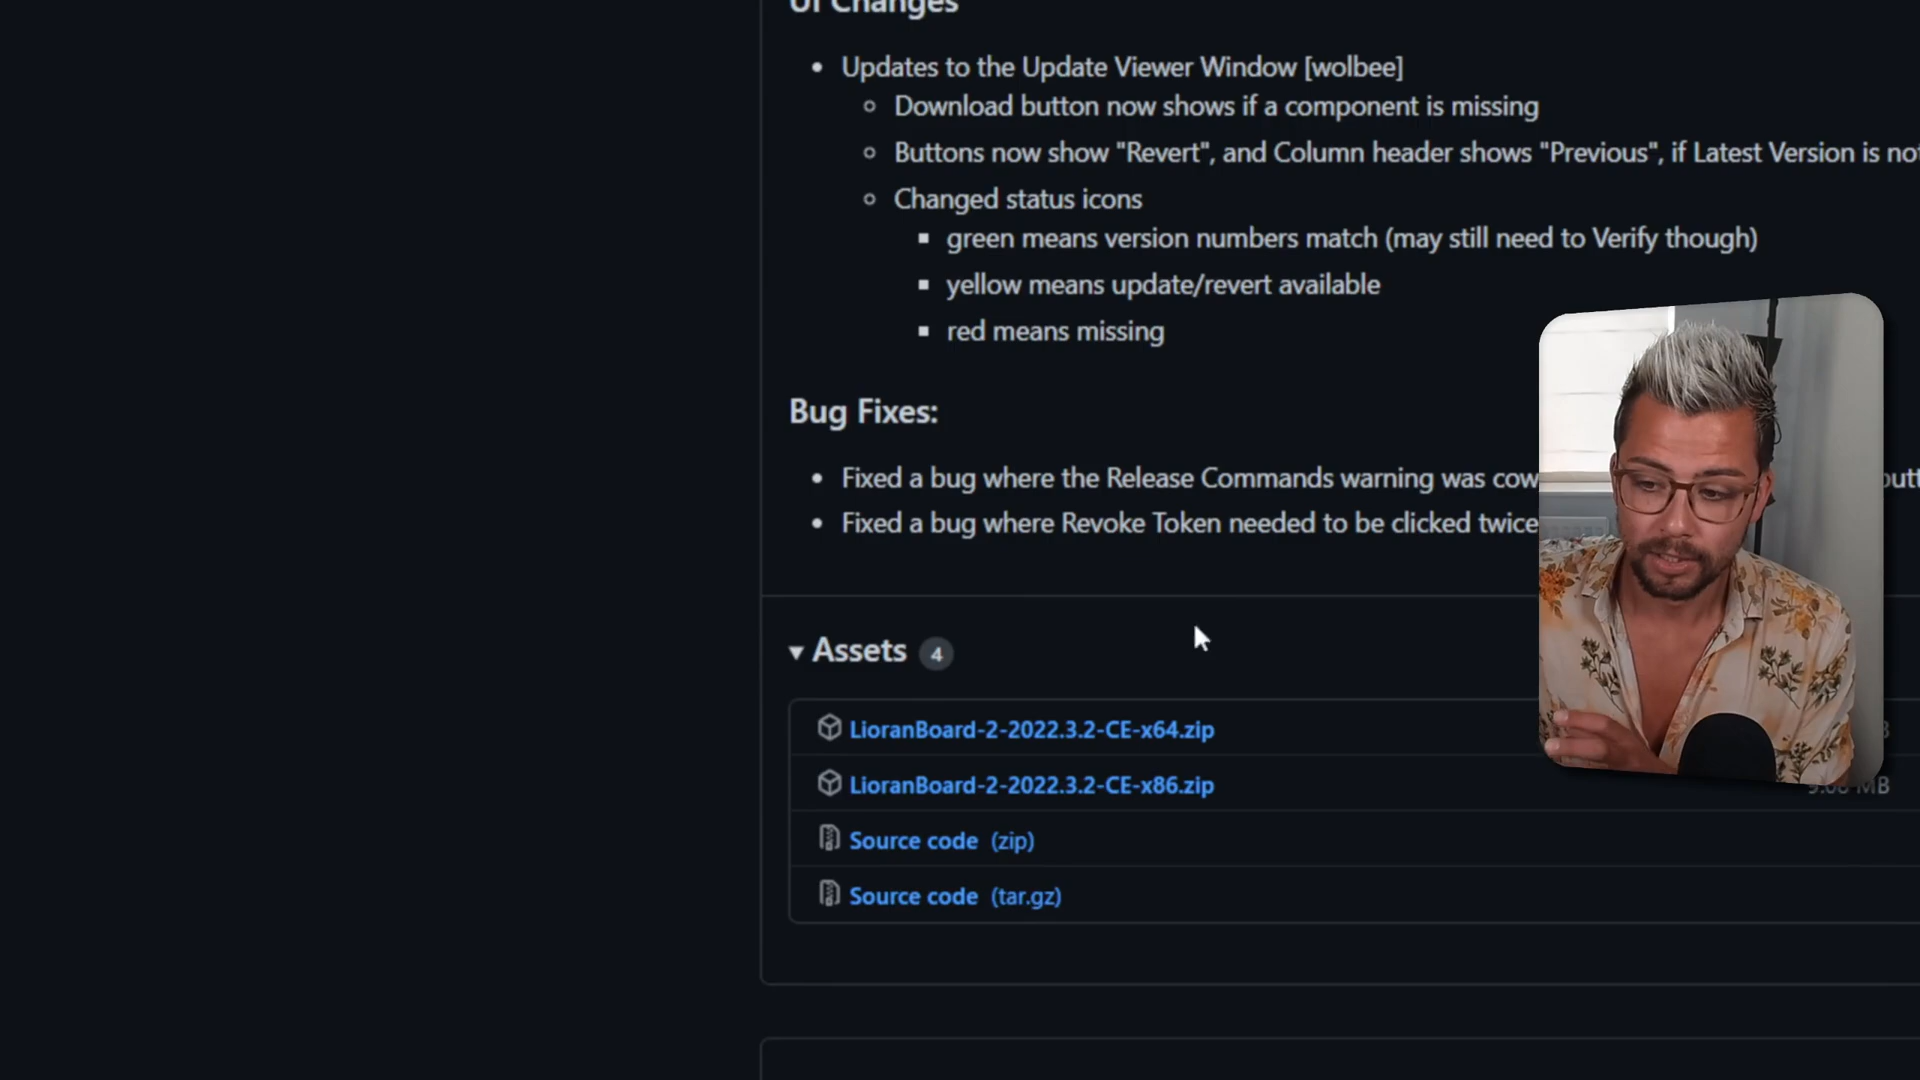 UI Changes
Updates to the Update Viewer Window [wolbee]
Download button now shows if a component is missing
Buttons now show "Revert", and Column header shows "Previous", if Latest Version is not
Changed status icons
green means version numbers match (may still need to Verify though)
yellow means update/revert available
red means missing
Bug Fixes:
Fixed a bug where the Release Commands warning was
Fixed a bug where Revoke Token needed to be clicked twice
Assets 4
LioranBoard-2-2022.3.2-CE-x64.zip
LioranBoard-2-2022.3.2-CE-x86.zip MB
Source code (zip)
Source code (tar.gz)